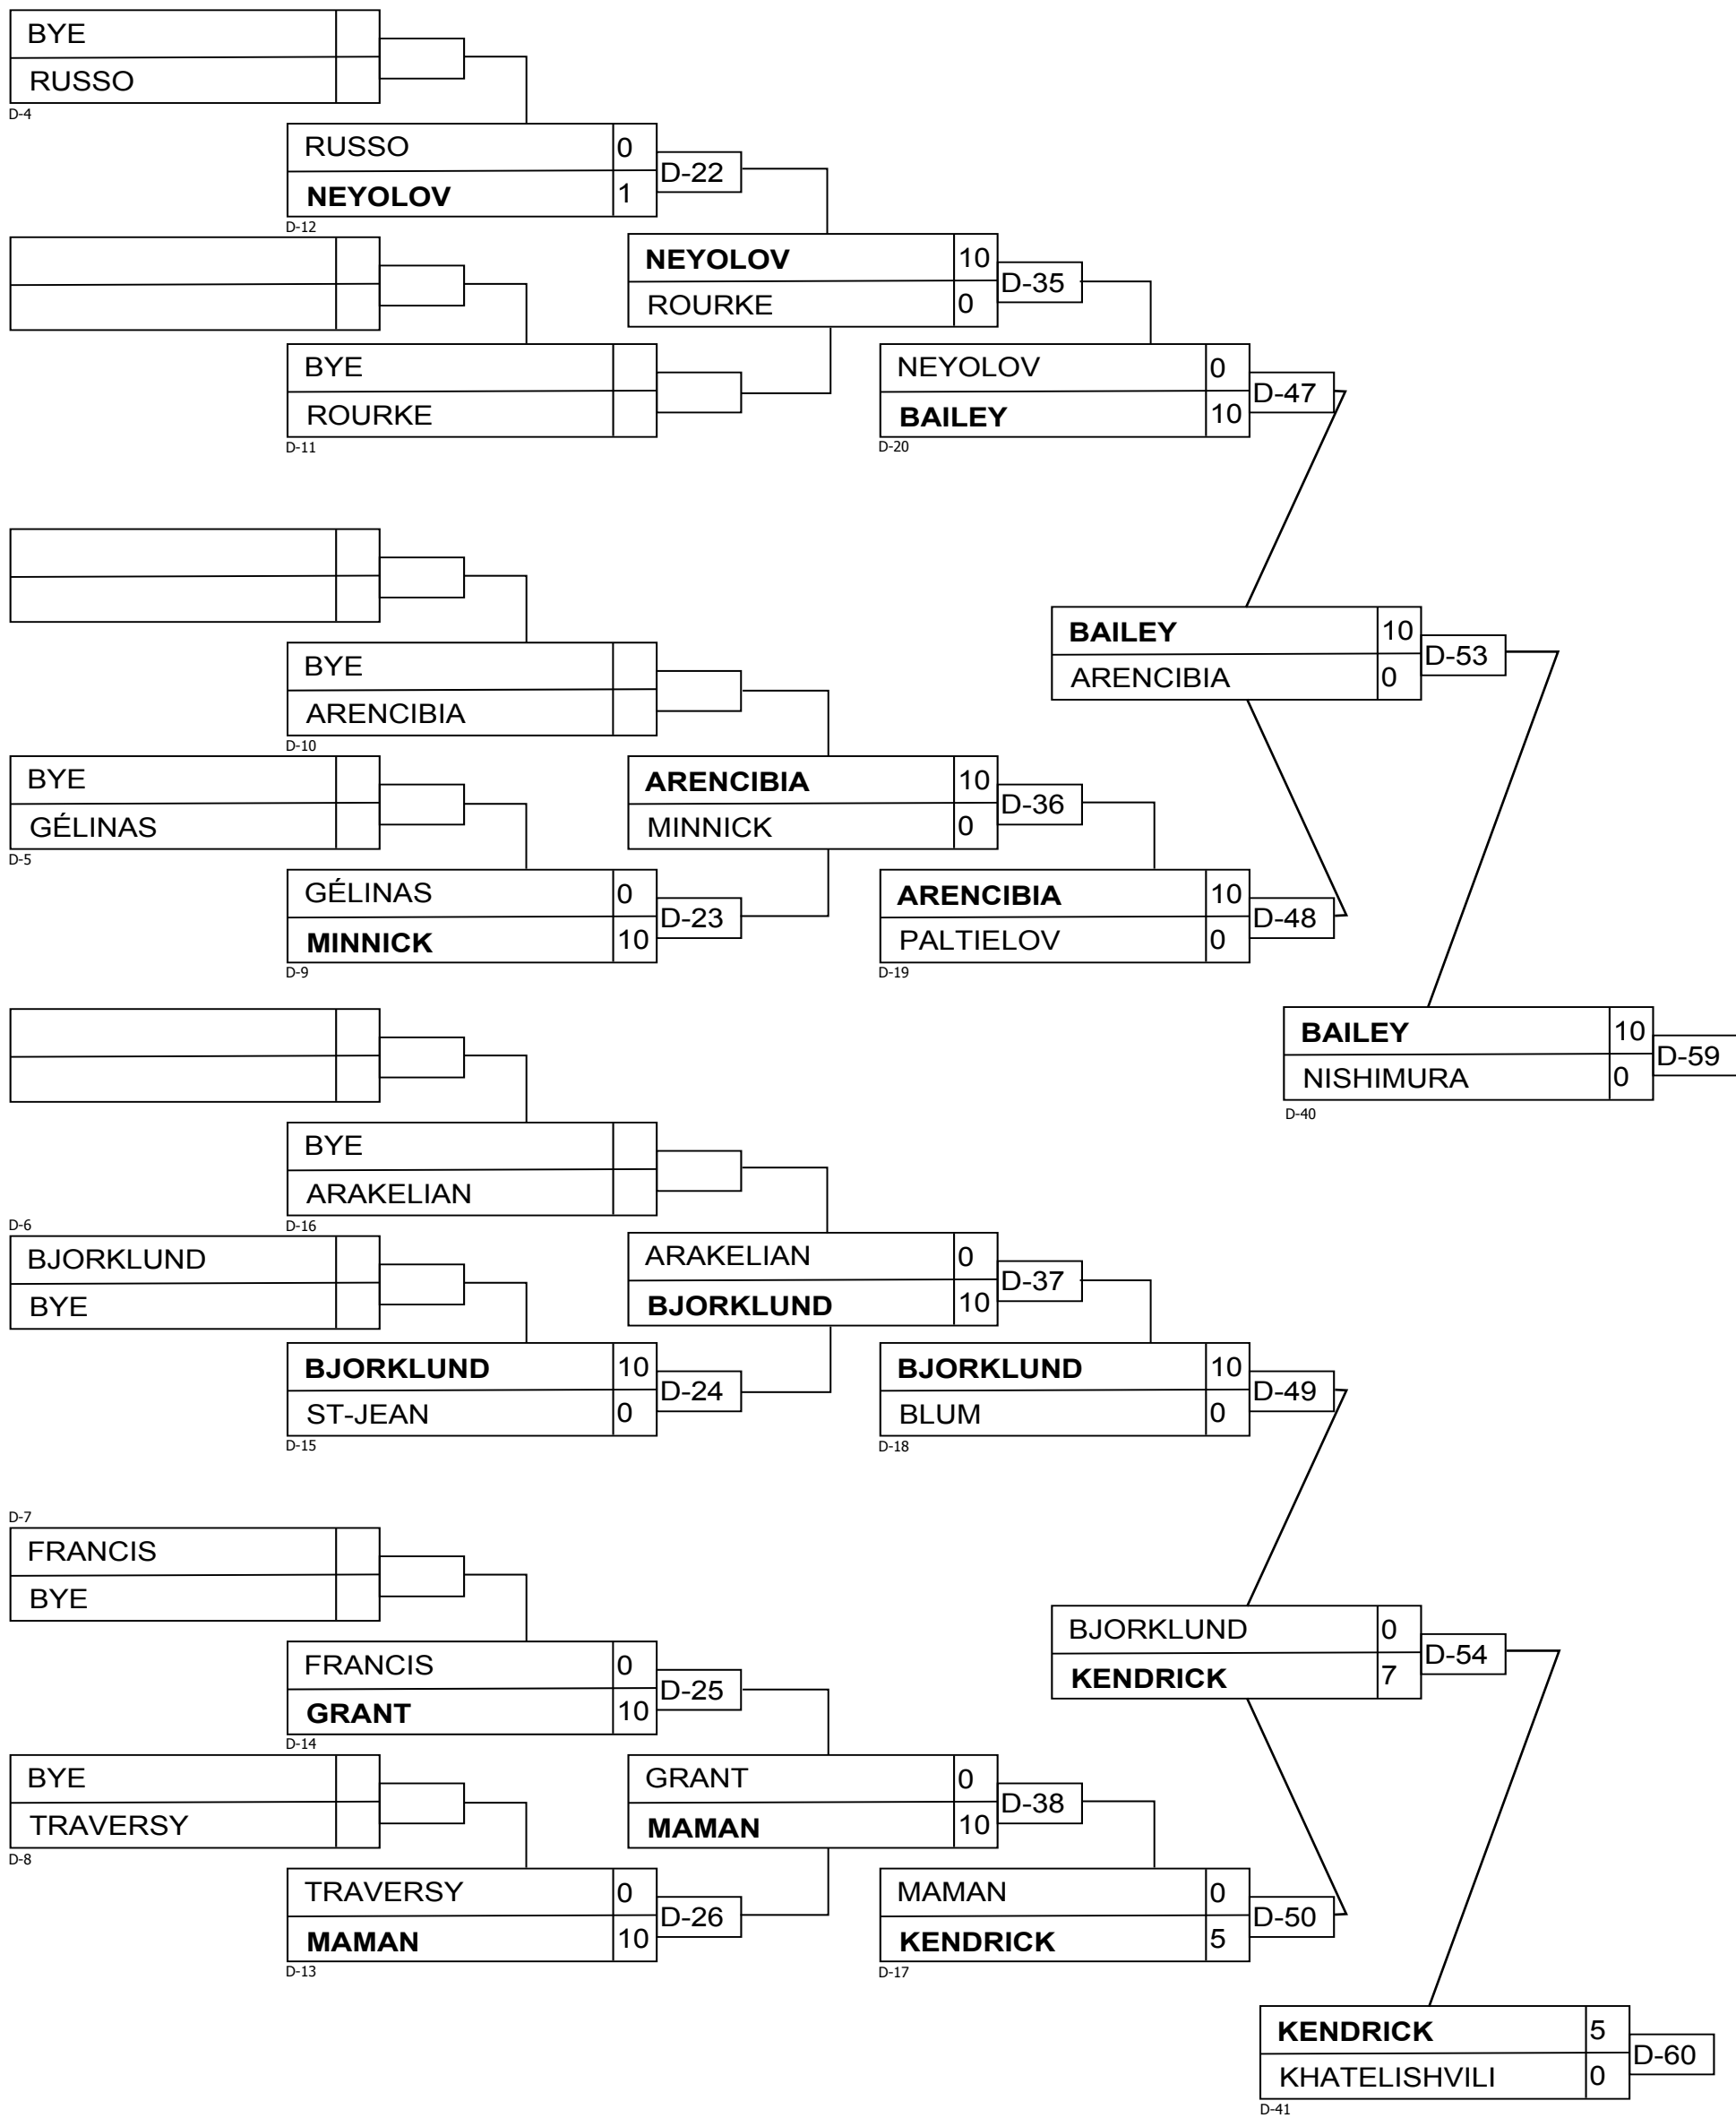 BYE
RUSSO
D-4
RUSSO 0
D-22
NEYOLOV 1
D-12
NEYOLOV 10
D-35
ROURKE 0
BYE
ROURKE
D-11
NEYOLOV 0
D-47
BAILEY 10
D-20
BAILEY 10
D-53
ARENCIBIA 0
BYE
ARENCIBIA
D-10
BYE
GÉLINAS
D-5
ARENCIBIA 10
D-36
MINNICK 0
GÉLINAS 0
D-23
MINNICK 10
D-9
ARENCIBIA 10
D-48
PALTIELOV 0
D-19
BAILEY 10
D-59
NISHIMURA 0
D-40
BYE
ARAKELIAN
D-16
D-6
BJORKLUND
BYE
ARAKELIAN 0
D-37
BJORKLUND 10
BJORKLUND 10
D-24
ST-JEAN 0
D-15
BJORKLUND 10
D-49
BLUM 0
D-18
D-7
FRANCIS
BYE
BJORKLUND 0
D-54
KENDRICK 7
FRANCIS 0
D-25
GRANT 10
D-14
BYE
TRAVERSY
D-8
GRANT 0
D-38
MAMAN 10
TRAVERSY 0
D-26
MAMAN 10
D-13
MAMAN 0
D-50
KENDRICK 5
D-17
KENDRICK 5
D-60
KHATELISHVILI 0
D-41